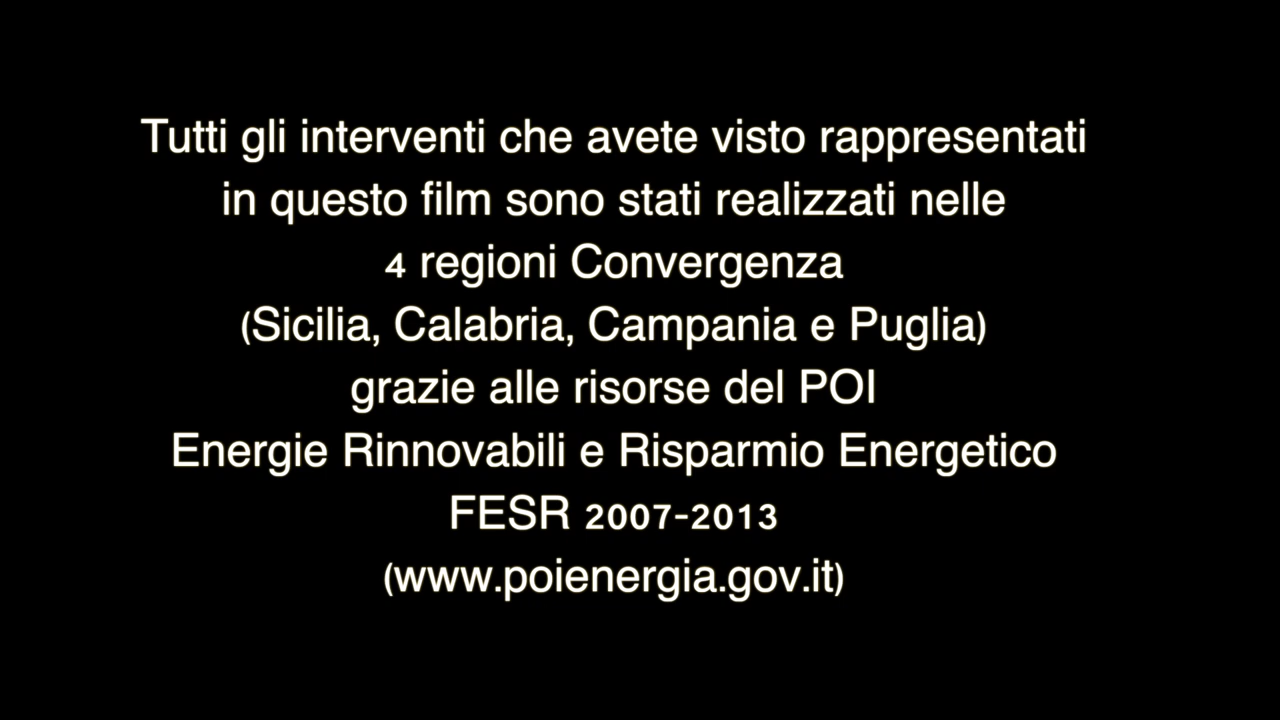 Tutti gli interventi che avete visto rappresentati
in questo film sono stati realizzati nelle
4 regioni Convergenza
(Sicilia, Calabria, Campania e Puglia)
grazie alle risorse del POI
Energie Rinnovabili e Risparmio Energetico
FESR 2007-2013
(www.poienergia.gov.it)